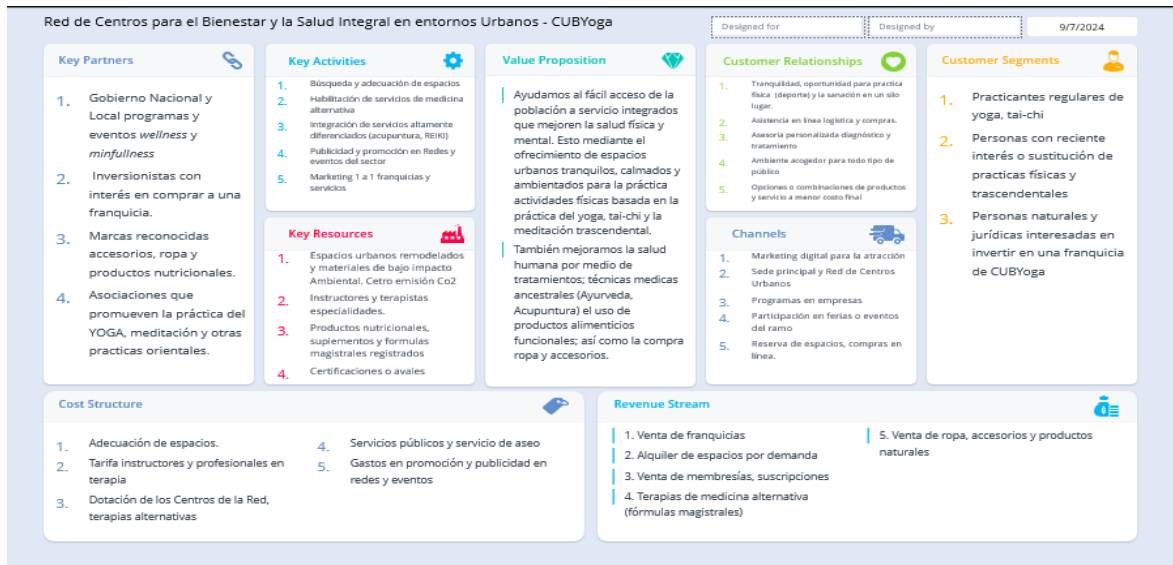 Red de Centros para el Bienestar y la Salud Integral en entornos Urbanos - CUBYoga
Designed for
Designed by
9/7/2024
Key Partners
1. Gobierno Nacional y
Local programas y
eventos wellness y
minfullness
2. Inversionistas con
interés en comprar a una
franquicia.
3. Marcas reconocidas
accesorios, ropa y
productos nutricionales.
4. Asociaciones que
promueven la práctica del
YOGA, meditación y otras
practicas orientales.
Key Activities
1. Búsqueda y adecuación de espacios
2. Habilitación de servicios de medicina
alternativa
3. Integración de servicios altamente
diferenciados (acupuntura, REIKI)
4. Publicidad y promoción en Redes y
eventos del sector
5. Marketing 1 a 1 franquicias y
servicios
Key Resources
1. Espacios urbanos remodelados
y materiales de bajo impacto
Ambiental. Cetro emisión Co2
2. Instructores y terapistas
especialidades.
3. Productos nutricionales,
suplementos y formulas
magistrales registrados
4. Certificaciones o avales
Value Proposition
Ayudamos al fácil acceso de la
población a servicio integrados
que mejoren la salud física y
mental. Esto mediante el
ofrecimiento de espacios
urbanos tranquilos, calmados y
ambientados para la práctica
actividades físicas basada en la
práctica del yoga, tai-chi y la
meditación trascendental.
También mejoramos la salud
humana por medio de
tratamientos; técnicas medicas
ancestrales (Ayurveda,
Acupuntura) el uso de
productos alimenticios
funcionales; así como la compra
ropa y accesorios.
Customer Relationships
1. Tranquilidad, oportunidad para practica
física (deporte) y la sanación en un silo
lugar.
2. Asistencia en línea logística y compras.
3. Asesoría personalizada diagnóstico y
tratamiento
4. Ambiente acogedor para todo tipo de
público
5. Opciones o combinaciones de productos
y servicio a menor costo final
Channels
1. Marketing digital para la atracción
2. Sede principal y Red de Centros
Urbanos
3. Programas en empresas
4. Participación en ferias o eventos
del ramo
5. Reserva de espacios, compras en
línea.
Customer Segments
1. Practicantes regulares de
yoga, tai-chi
2. Personas con reciente
interés o sustitución de
practicas físicas y
trascendentales
3. Personas naturales y
jurídicas interesadas en
invertir en una franquicia
de CUBYoga
Cost Structure
1. Adecuación de espacios.
2. Tarifa instructores y profesionales en
terapia
3. Dotación de los Centros de la Red,
terapias alternativas
4. Servicios públicos y servicio de aseo
5. Gastos en promoción y publicidad en
redes y eventos
Revenue Stream
1. Venta de franquicias
2. Alquiler de espacios por demanda
3. Venta de membresías, suscripciones
4. Terapias de medicina alternativa
(fórmulas magistrales)
5. Venta de ropa, accesorios y productos
naturales